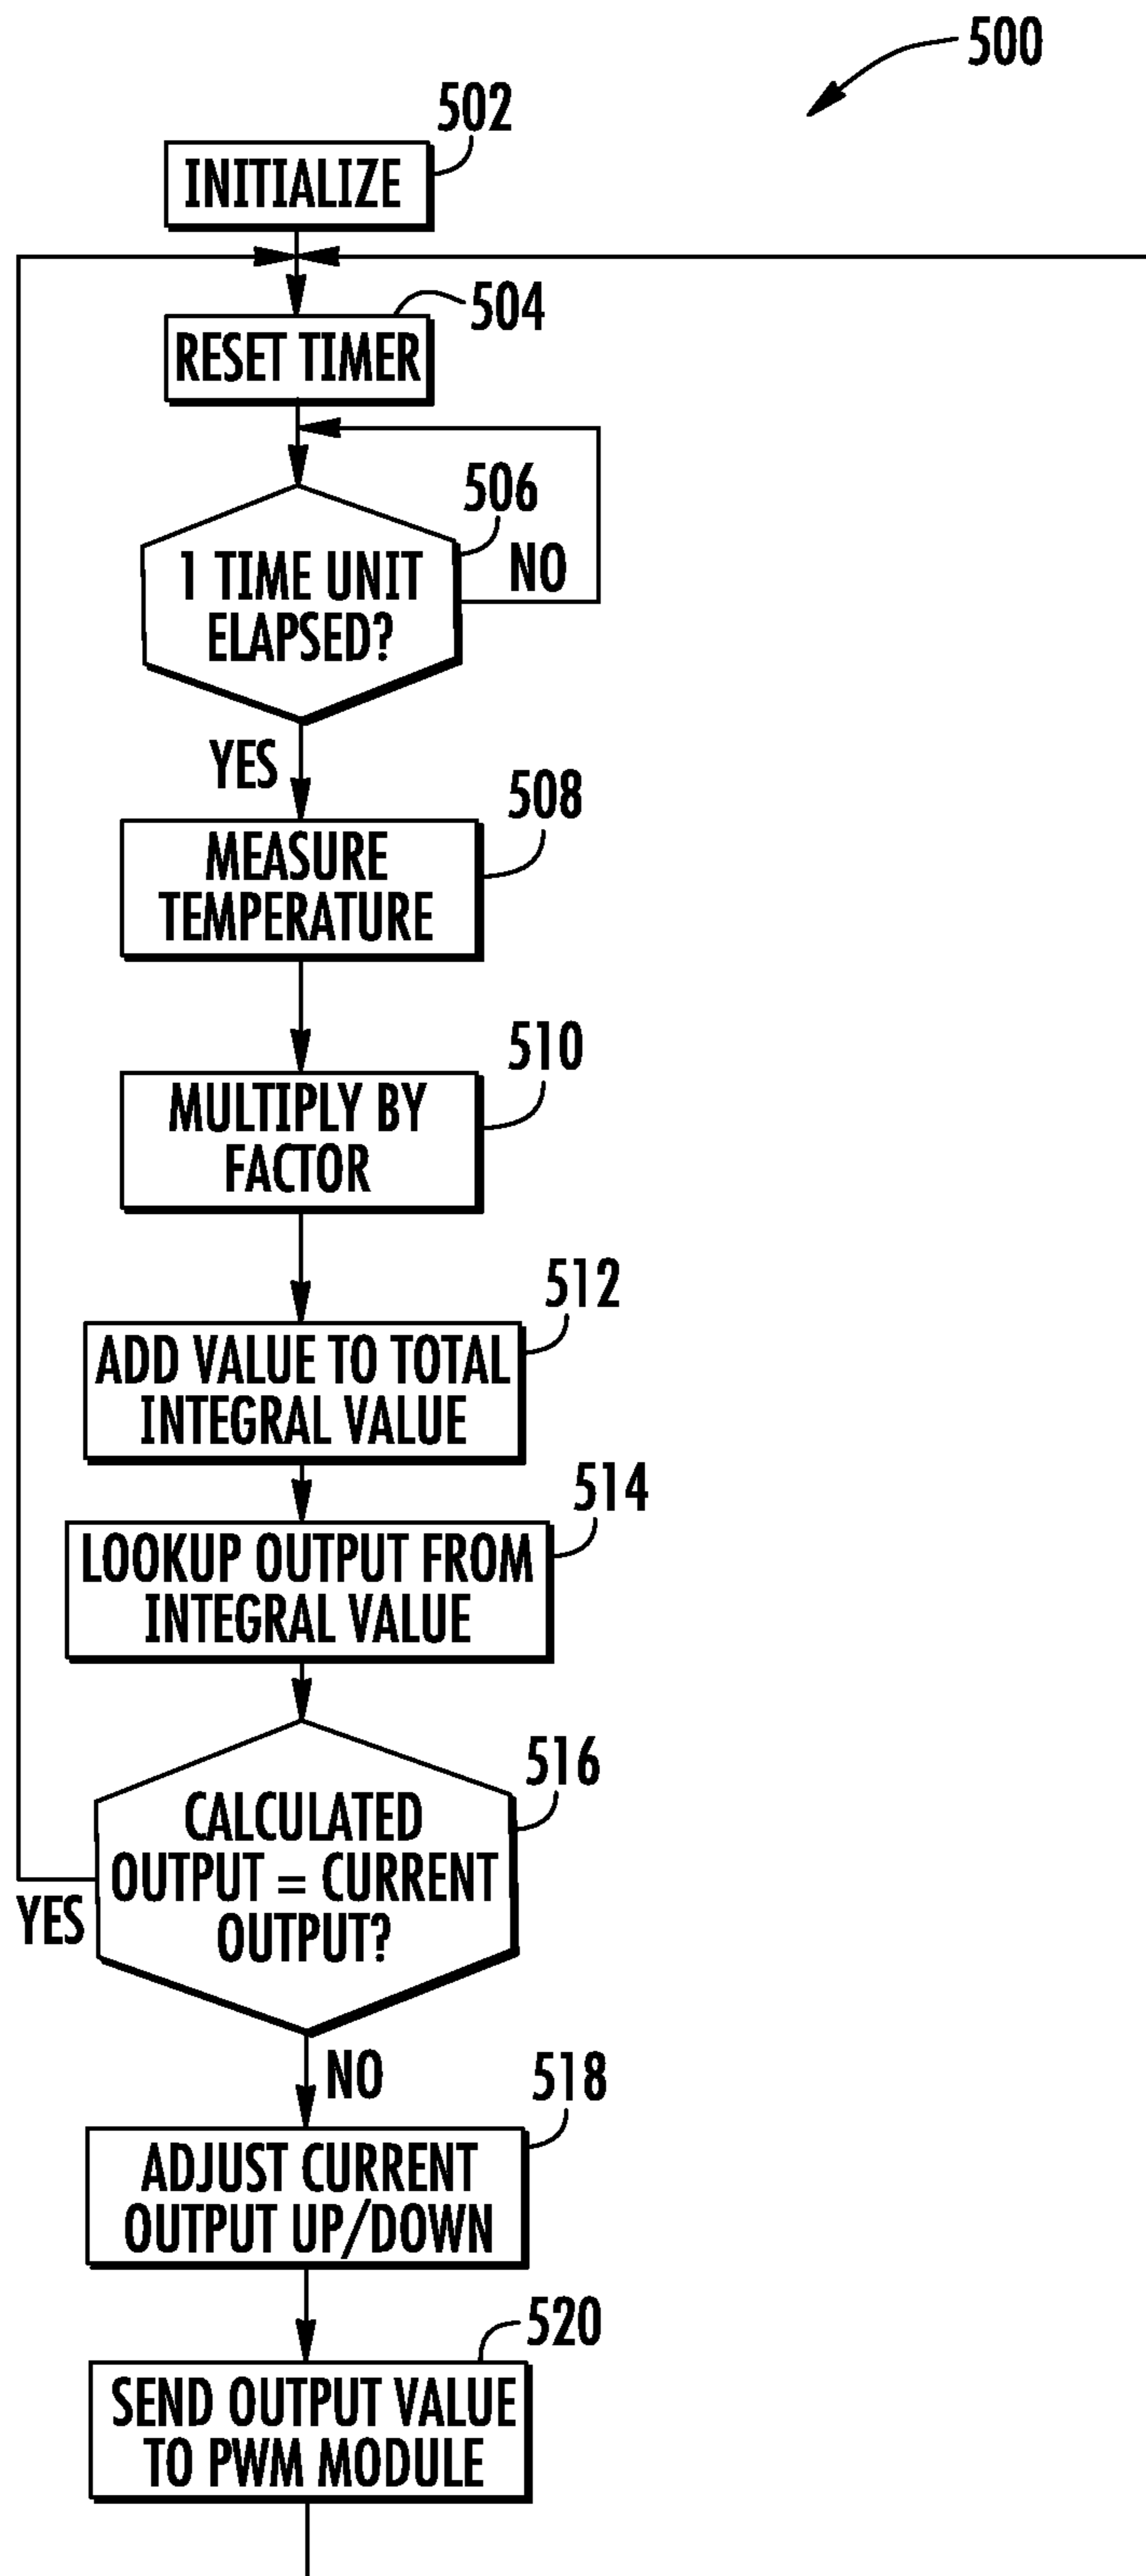 500
502
INITIALIZE
504
RESET TIMER
506
1 TIME UNIT
ELAPSED?
NO
YES
508
MEASURE
TEMPERATURE
510
MULTIPLY BY
FACTOR
512
ADD VALUE TO TOTAL
INTEGRAL VALUE
514
LOOKUP OUTPUT FROM
INTEGRAL VALUE
516
CALCULATED
OUTPUT = CURRENT
OUTPUT?
YES
NO
518
ADJUST CURRENT
OUTPUT UP/DOWN
520
SEND OUTPUT VALUE
TO PWM MODULE